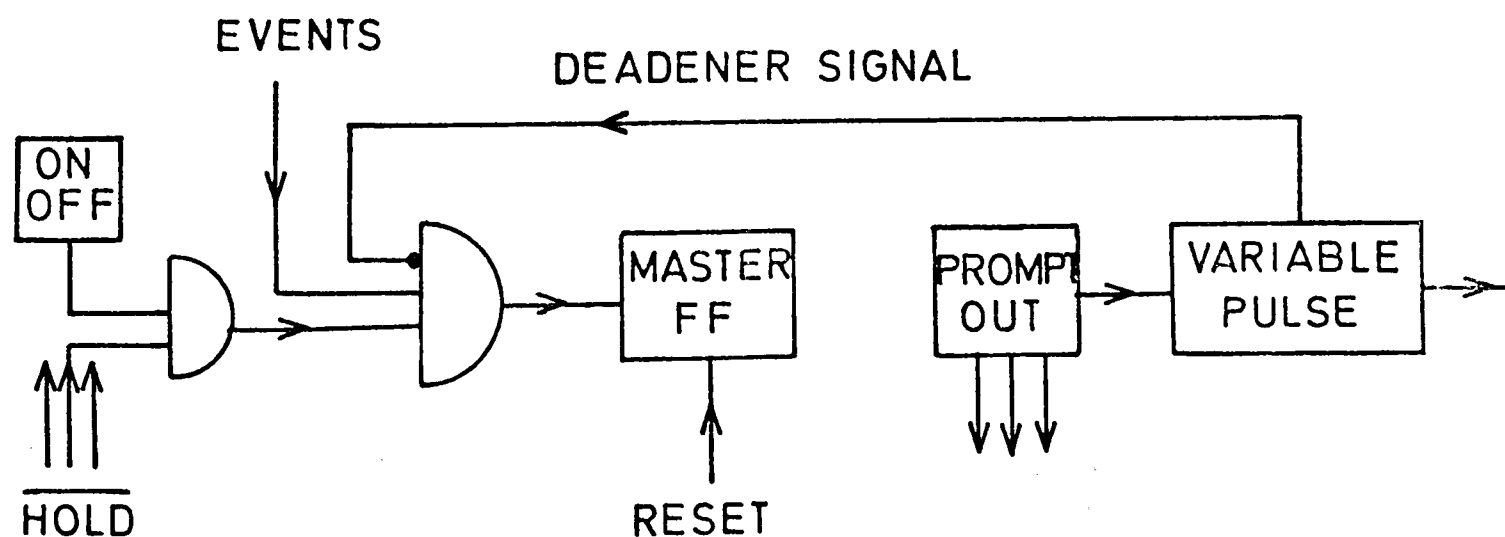 EVENTS
DEADENER SIGNAL
ON
OFF
MASTER
FF
PROMPT
OUT
VARIABLE
PULSE
HOLD
RESET